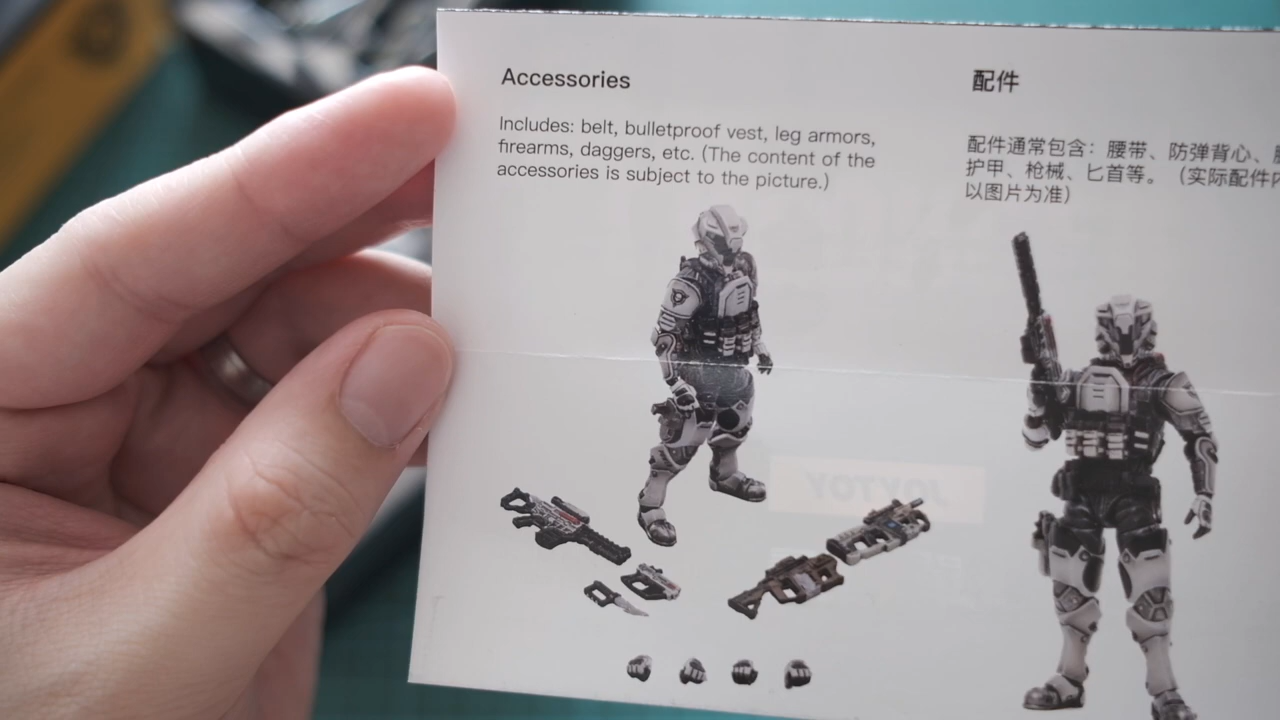 Accessories
Includes: belt, bulletproof vest, leg armors,
firearms, daggers, etc. (The content of the
accessories is subject to the picture.)
配件
配件通常包含：腰带、防弹背心、
护甲、枪械、匕首等。（实际配件内
以图片为准）
JOYTOY